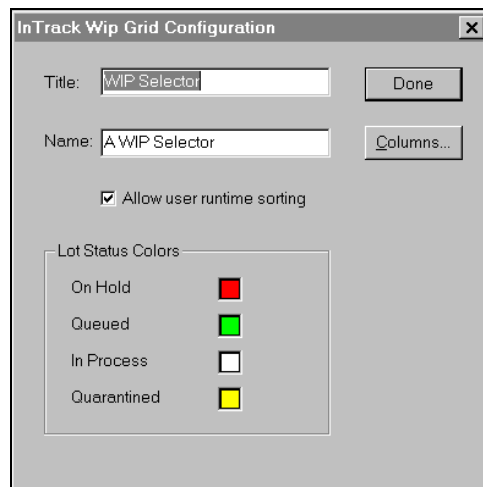 InTrack Wip Grid Configuration
Title: WIP Selector Done
Name: A WIP Selector Columns...
Allow user runtime sorting
Lot Status Colors
On Hold
Queued
In Process
Quarantined